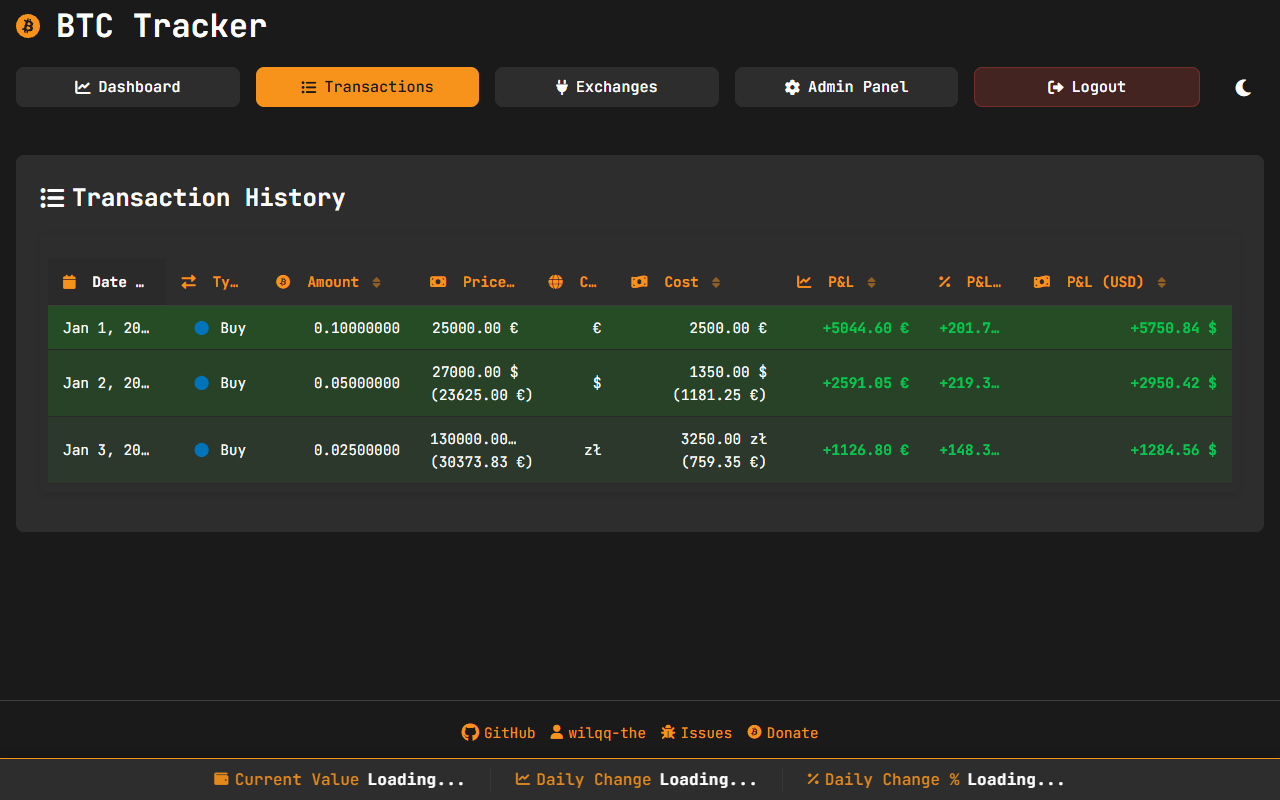 BTC Tracker
Dashboard Transactions Exchanges Admin Panel Logout
Transaction History
Date … Ty… Amount Price… C… Cost P&L P&L… P&L (USD)
Jan 1, 20… Buy 0.10000000 25000.00 € € 2500.00 € +5044.60 € +201.7… +5750.84 $
Jan 2, 20… Buy 0.05000000 27000.00 $ (23625.00 €) $ 1350.00 $ (1181.25 €) +2591.05 € +219.3… +2950.42 $
Jan 3, 20… Buy 0.02500000 130000.00… (30373.83 €) zł 3250.00 zł (759.35 €) +1126.80 € +148.3… +1284.56 $
GitHub wilqq-the Issues Donate
Current Value Loading... Daily Change Loading... Daily Change % Loading...